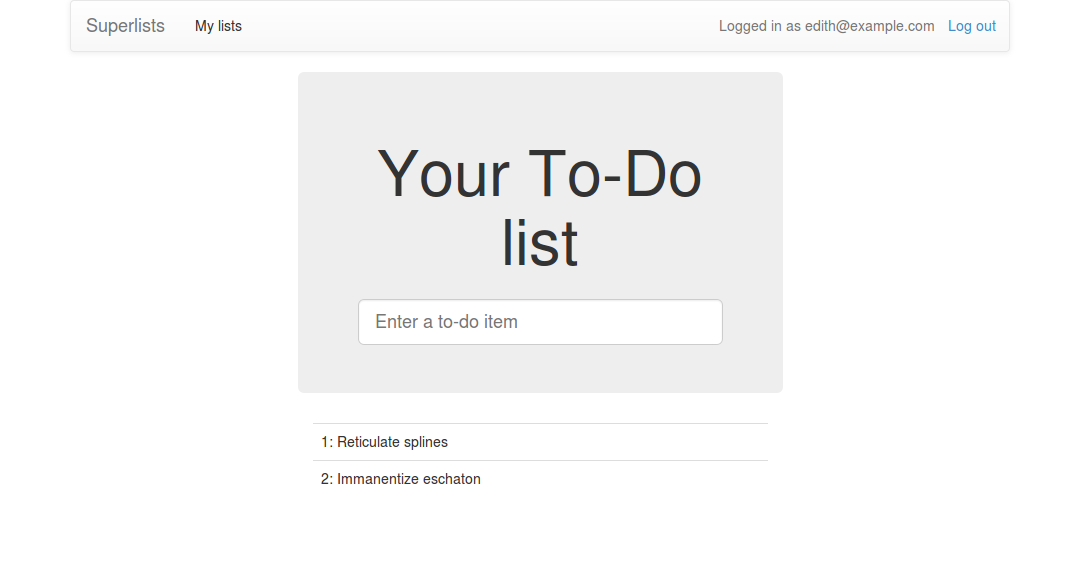 Superlists My lists Logged in as edith@example.com Log out
Your To-Do
list
Enter a to-do item
1: Reticulate splines
2: Immanentize eschaton